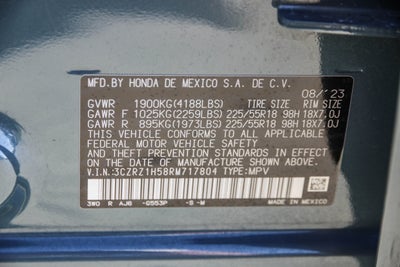 MFD.BY HONDA DE MEXICO S.A. DE C.V.
08/'23
GVWR 1900KG(4188LBS) TIRE SIZE RIM SIZE
GAWR F 1025KG(2259LBS) 225/55R18 98H 18X7.0J
GAWR R 895KG(1973LBS) 225/55R18 98H 18X7.0J
THIS VEHICLE CONFORMS TO ALL APPLICABLE
FEDERAL MOTOR VEHICLE SAFETY
AND THEFT PREVENTION STANDARDS IN EFFECT
ON THE DATE OF MANUFACTURE SHOWN ABOVE.
V.I.N.:3CZRZ1H58RM717804 TYPE:MPV
3W0 R AJ6 -G553P -S -M MADE IN MEXICO